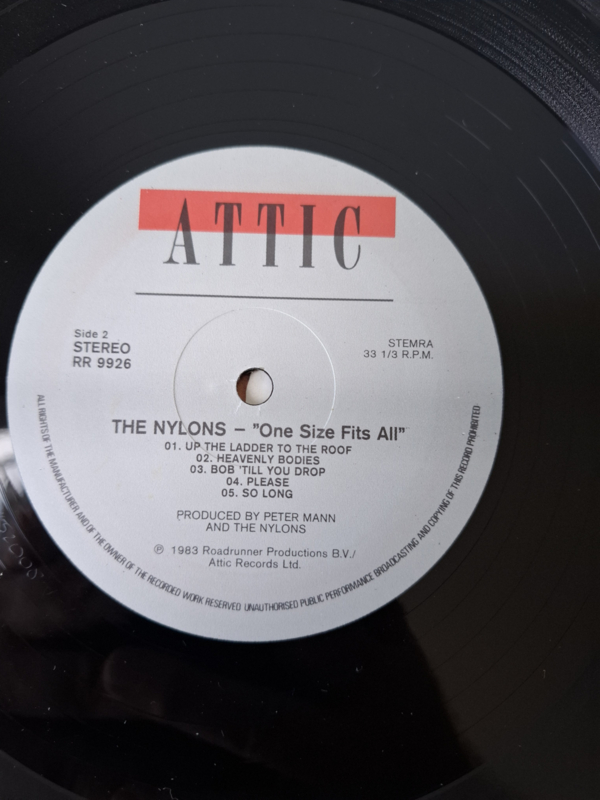 ATTIC
Side 2
STEREO
RR 9926
STEMRA
33 1/3 R.P.M.
THE NYLONS – "One Size Fits All"
01. UP THE LADDER TO THE ROOF
02. HEAVENLY BODIES
03. BOB 'TILL YOU DROP
04. PLEASE
05. SO LONG
PRODUCED BY PETER MANN
AND THE NYLONS
℗ 1983 Roadrunner Productions B.V./
Attic Records Ltd.
ALL RIGHTS OF THE MANUFACTURER AND OF THE OWNER OF THE RECORDED WORK RESERVED UNAUTHORISED PUBLIC PERFORMANCE BROADCASTING AND COPYING OF THIS RECORD PROHIBITED